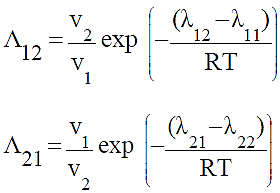 Λ₁₂ = v₂/v₁ exp (−(λ₁₂−λ₁₁)/RT)
Λ₂₁ = v₁/v₂ exp (−(λ₂₁−λ₂₂)/RT)